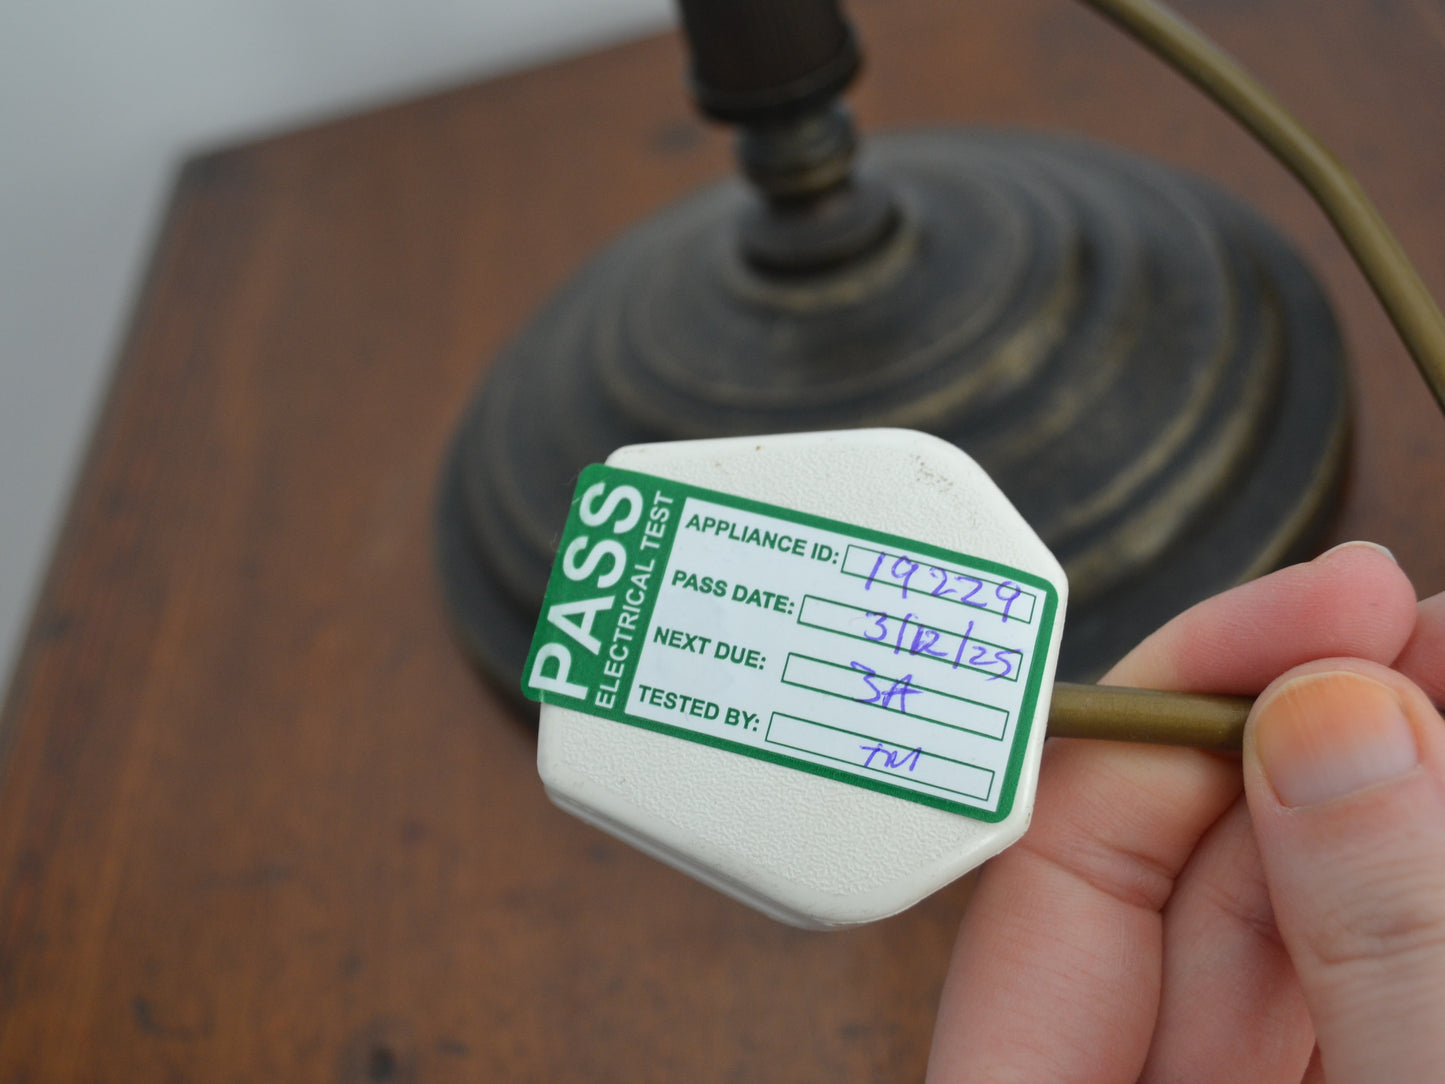 PASS
ELECTRICAL TEST
APPLIANCE ID: 19229
PASS DATE: 3/12/25
NEXT DUE: 3A
TESTED BY: TM